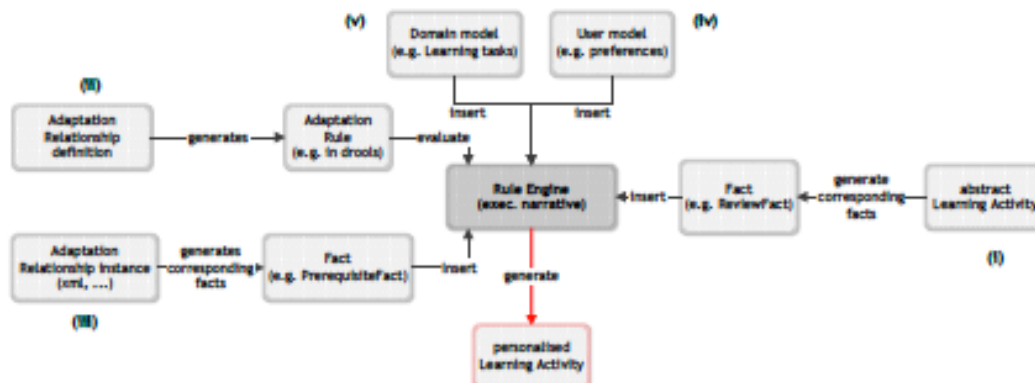 (v)
Domain model
(e.g. Learning tasks)
User model
(e.g. preferences)
(iv)
insert
insert
(ii)
Adaptation
Relationship
definition
generates
Adaptation
Rule
(e.g. in drools)
evaluate
Rule Engine
(exec. narrative)
insert
Fact
(e.g. ReviewFact)
generate
corresponding
facts
abstract
Learning Activity
(i)
Adaptation
Relationship instance
(xml, ...)
(iii)
generates
corresponding
facts
Fact
(e.g. PrerequisiteFact)
insert
generate
personalised
Learning Activity